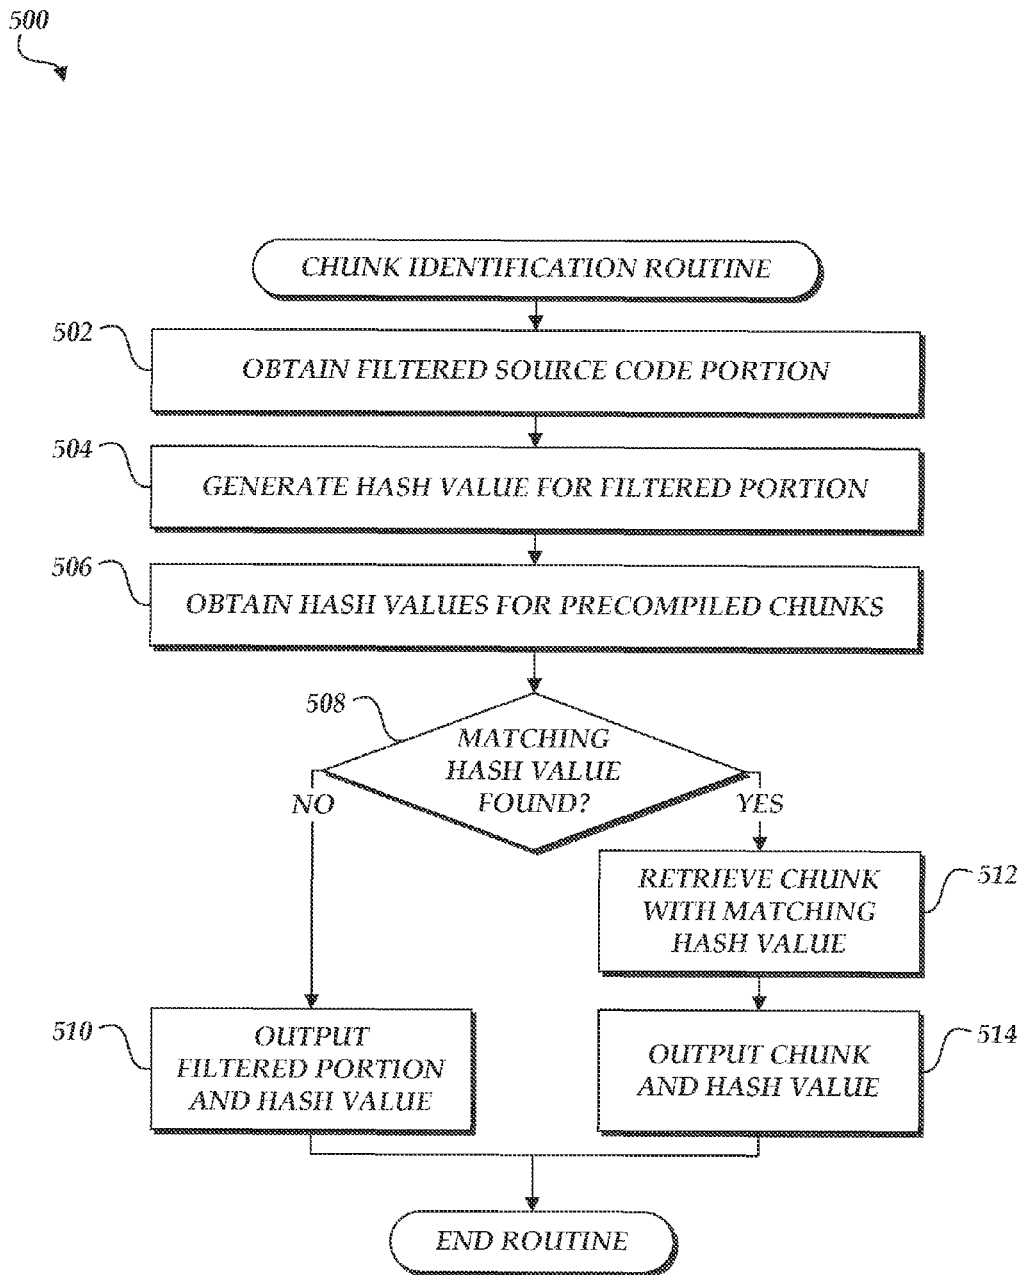 500
CHUNK IDENTIFICATION ROUTINE
502
OBTAIN FILTERED SOURCE CODE PORTION
504
GENERATE HASH VALUE FOR FILTERED PORTION
506
OBTAIN HASH VALUES FOR PRECOMPILED CHUNKS
508
MATCHING
HASH VALUE
FOUND?
NO
YES
RETRIEVE CHUNK
WITH MATCHING
HASH VALUE
512
510
OUTPUT
FILTERED PORTION
AND HASH VALUE
OUTPUT CHUNK
AND HASH VALUE
514
END ROUTINE